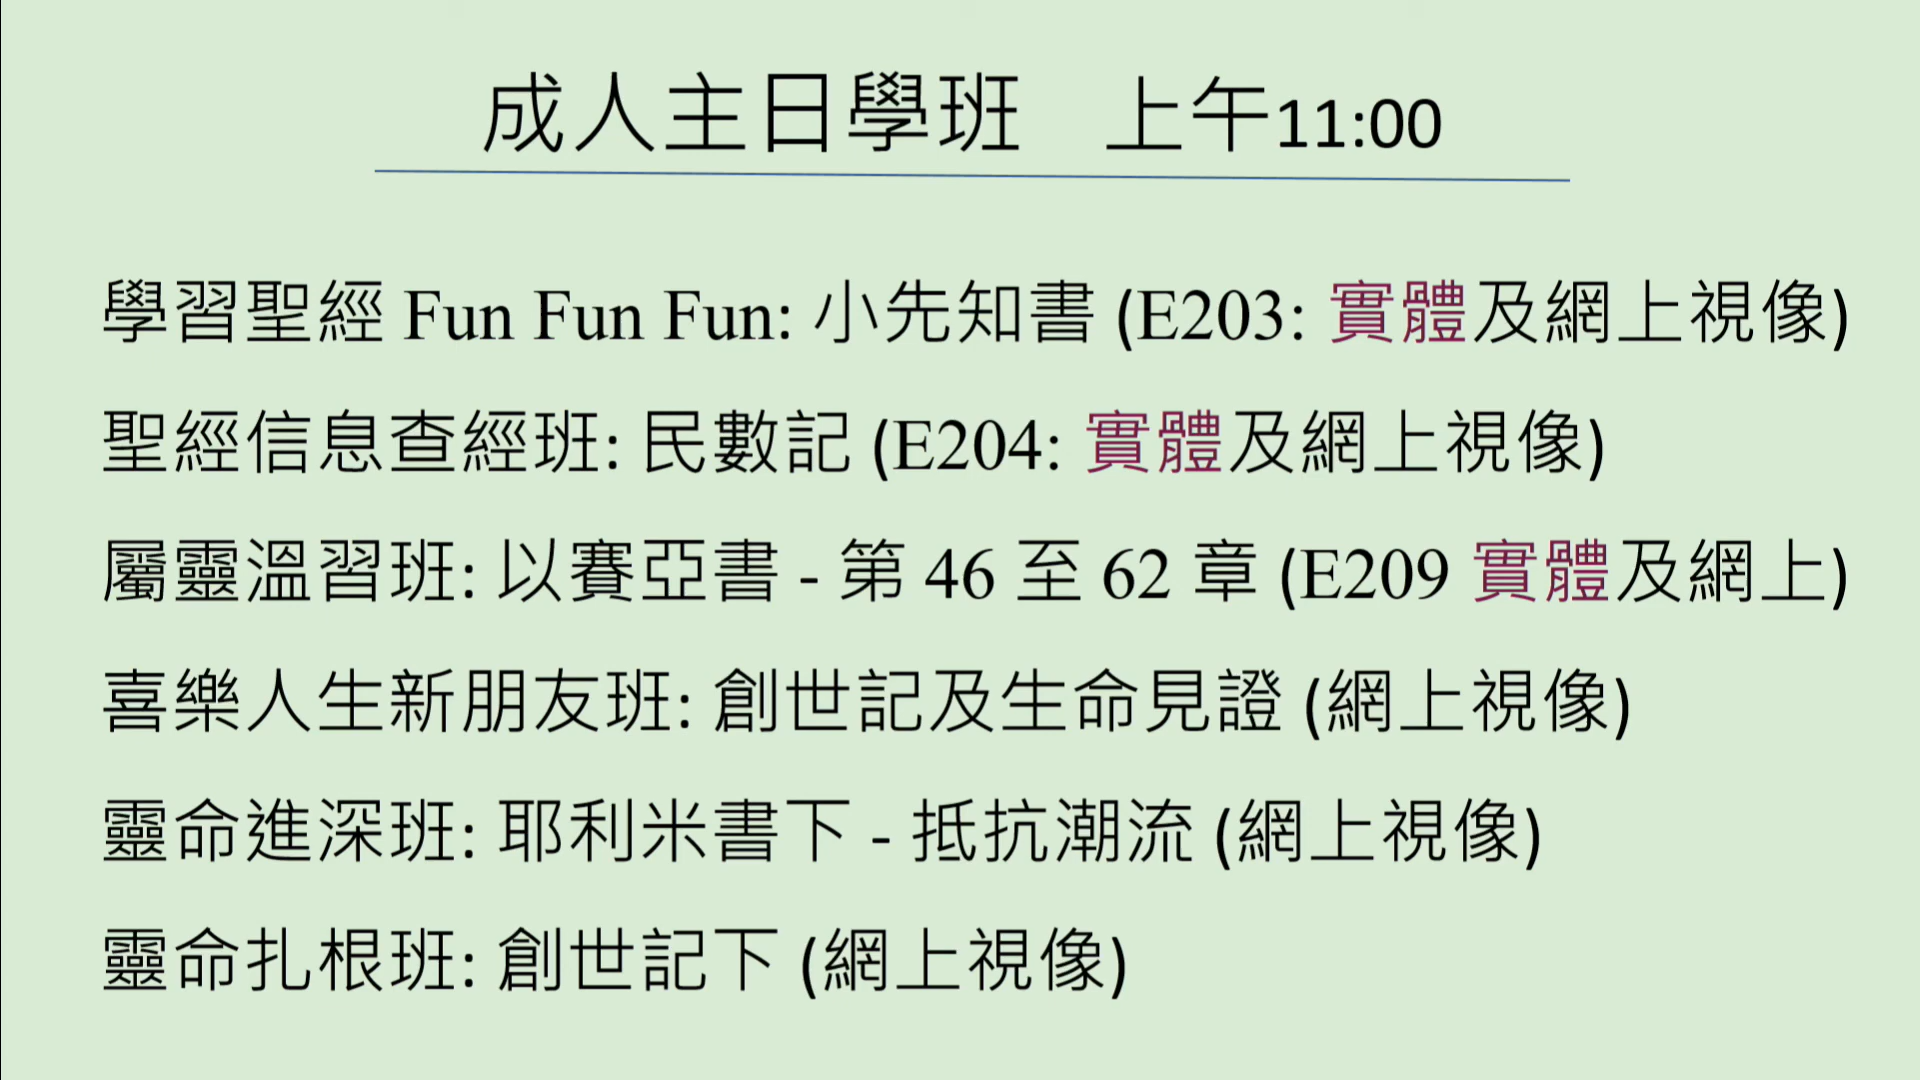 成人主日學班　上午11:00
學習聖經 Fun Fun Fun: 小先知書 (E203: 實體及網上視像)
聖經信息查經班: 民數記 (E204: 實體及網上視像)
屬靈溫習班: 以賽亞書 - 第 46 至 62 章 (E209 實體及網上)
喜樂人生新朋友班: 創世記及生命見證 (網上視像)
靈命進深班: 耶利米書下 - 抵抗潮流 (網上視像)
靈命扎根班: 創世記下 (網上視像)